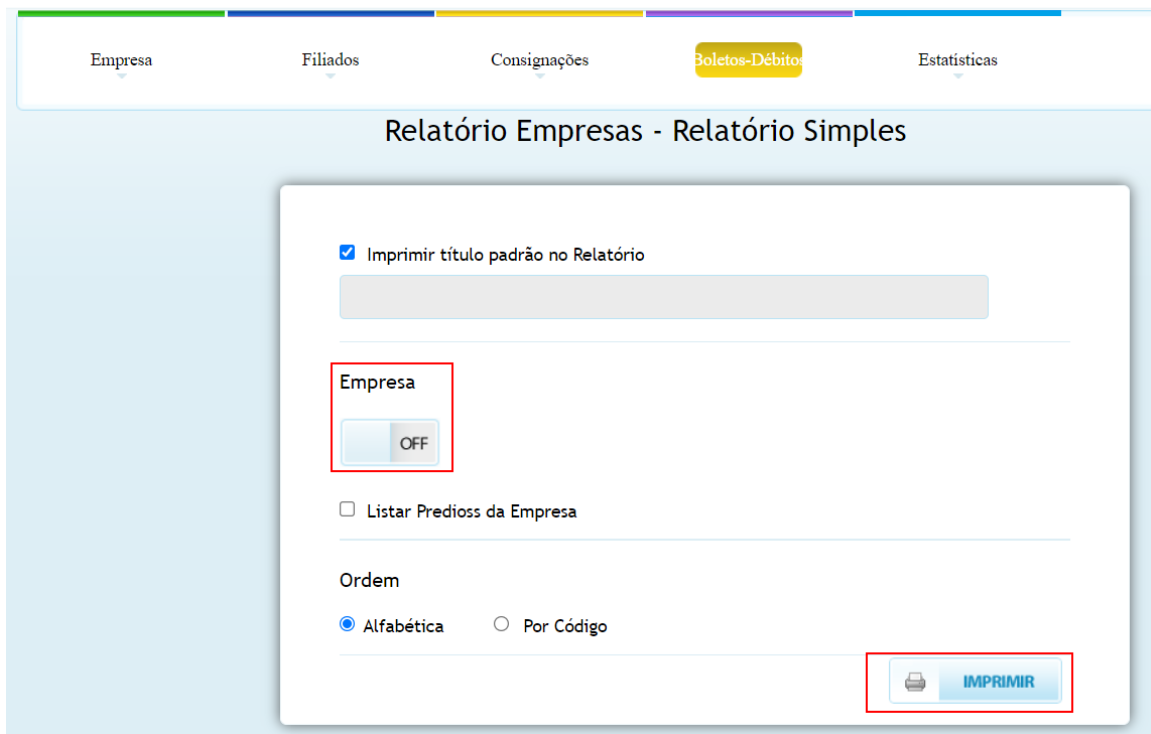 Empresa Filiados Consignações Boletos-Débitos Estatísticas
Relatório Empresas - Relatório Simples
Imprimir título padrão no Relatório
Empresa
OFF
Listar Predioss da Empresa
Ordem
Alfabética Por Código
IMPRIMIR